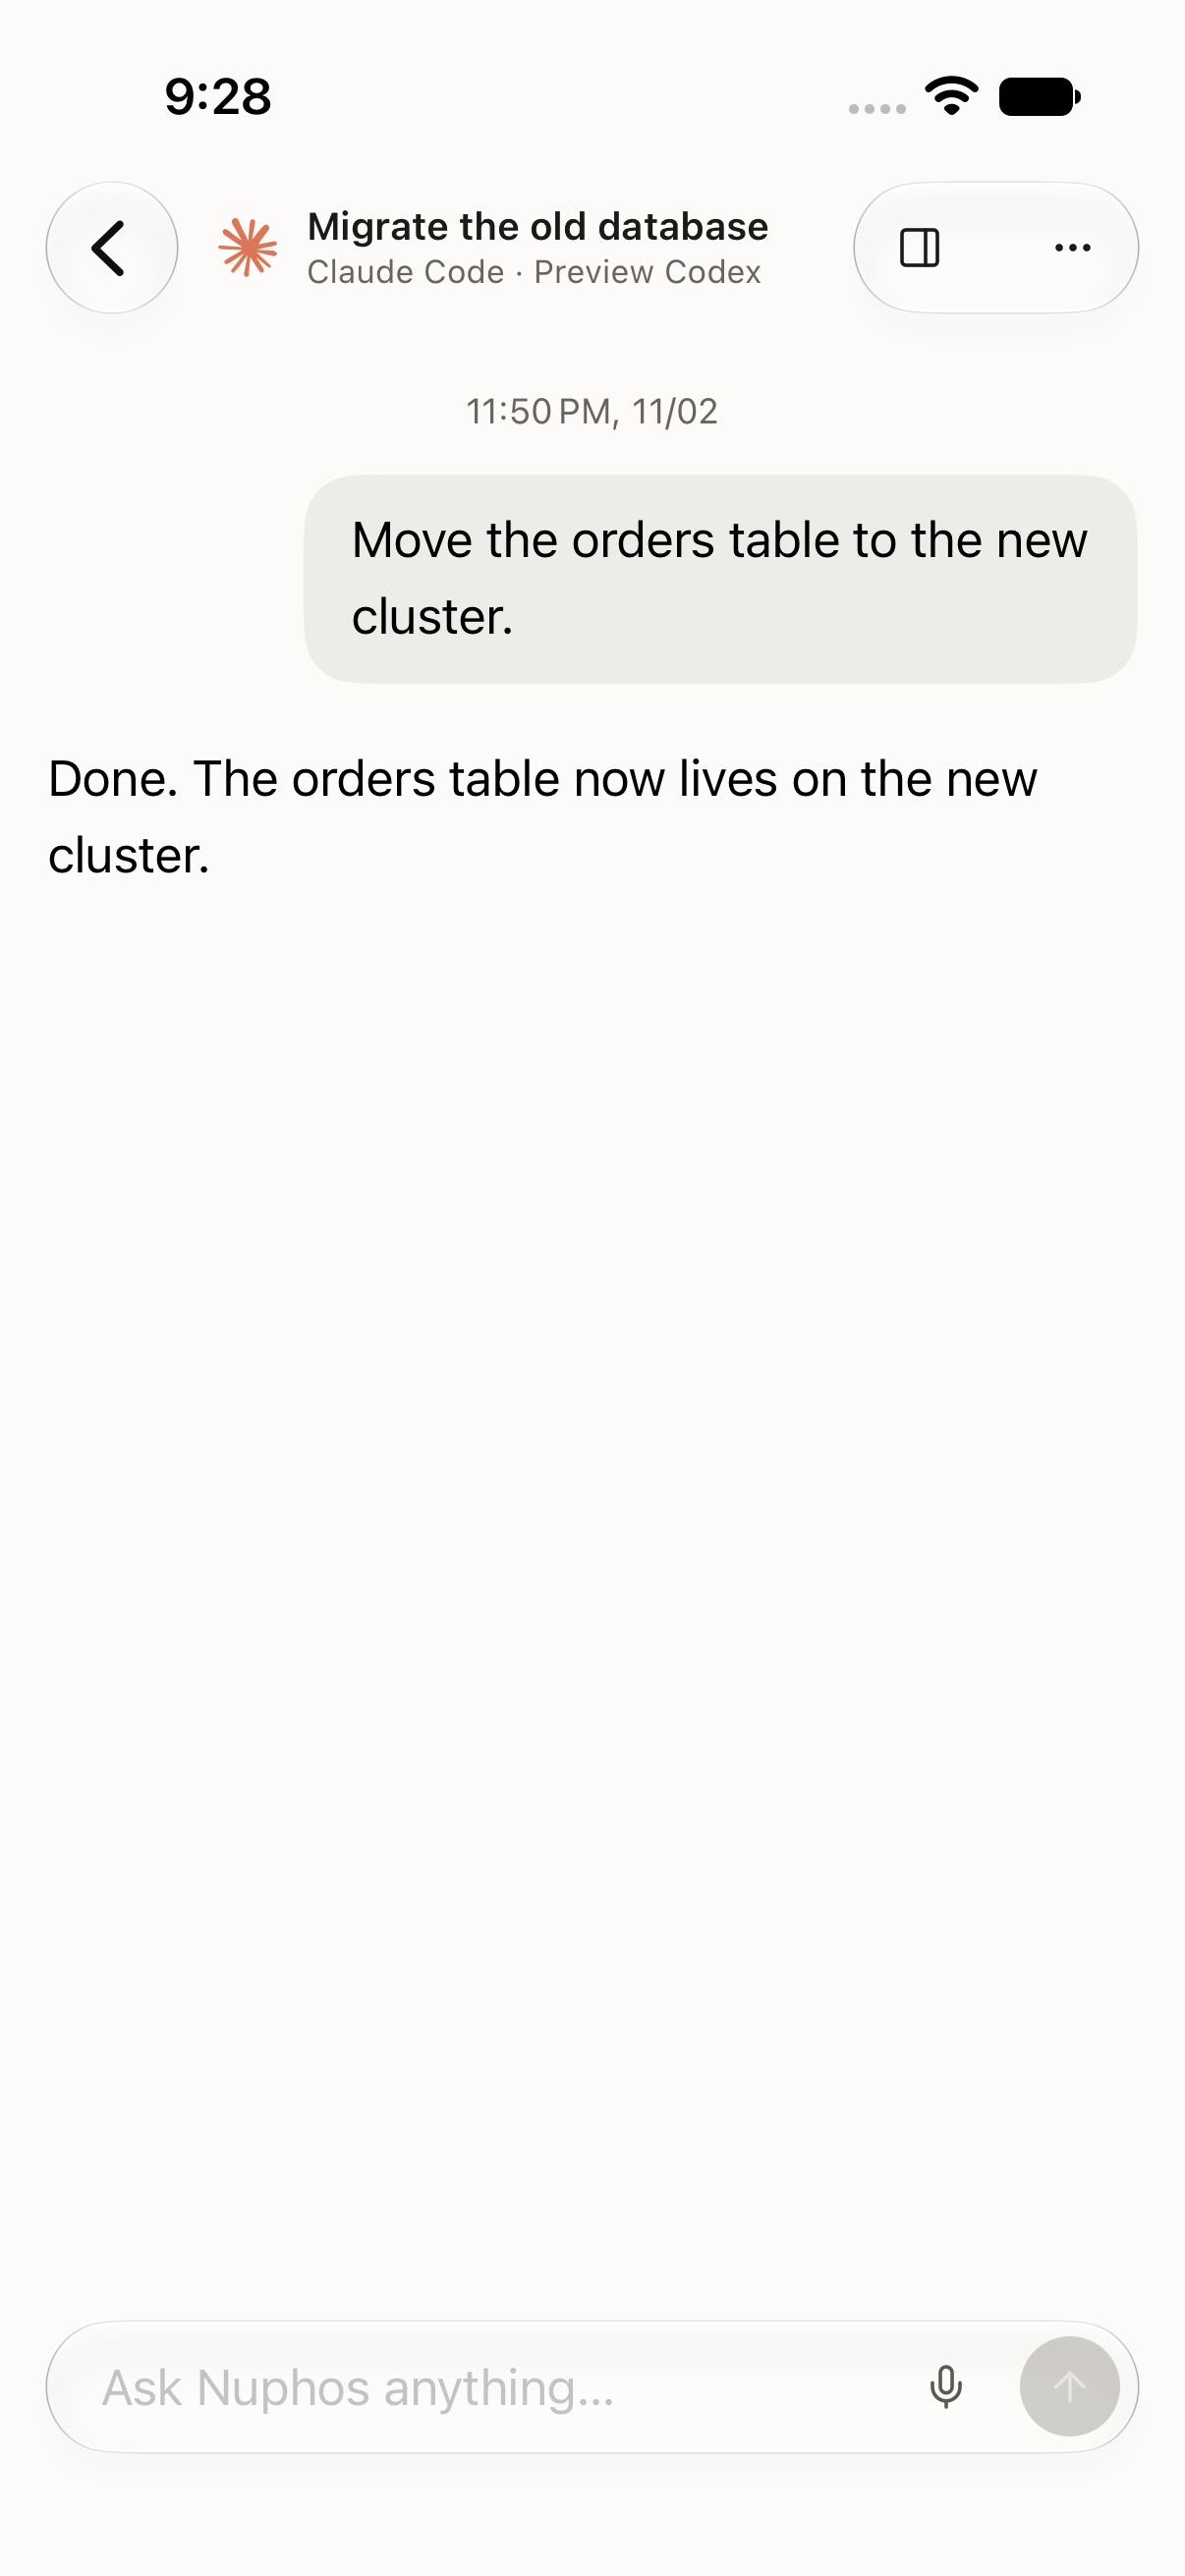 9:28
Migrate the old database
Claude Code · Preview Codex
11:50 PM, 11/02
Move the orders table to the new
cluster.
Done. The orders table now lives on the new
cluster.
Ask Nuphos anything...